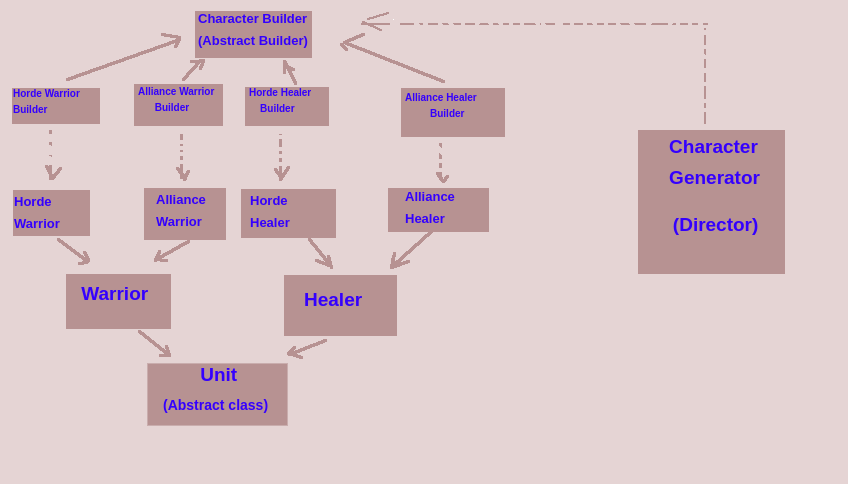 Character Builder
(Abstract Builder)
Horde Warrior
Builder
Alliance Warrior
Builder
Horde Healer
Builder
Alliance Healer
Builder
Character
Generator
(Director)
Horde
Warrior
Alliance
Warrior
Horde
Healer
Alliance
Healer
Warrior
Healer
Unit
(Abstract class)